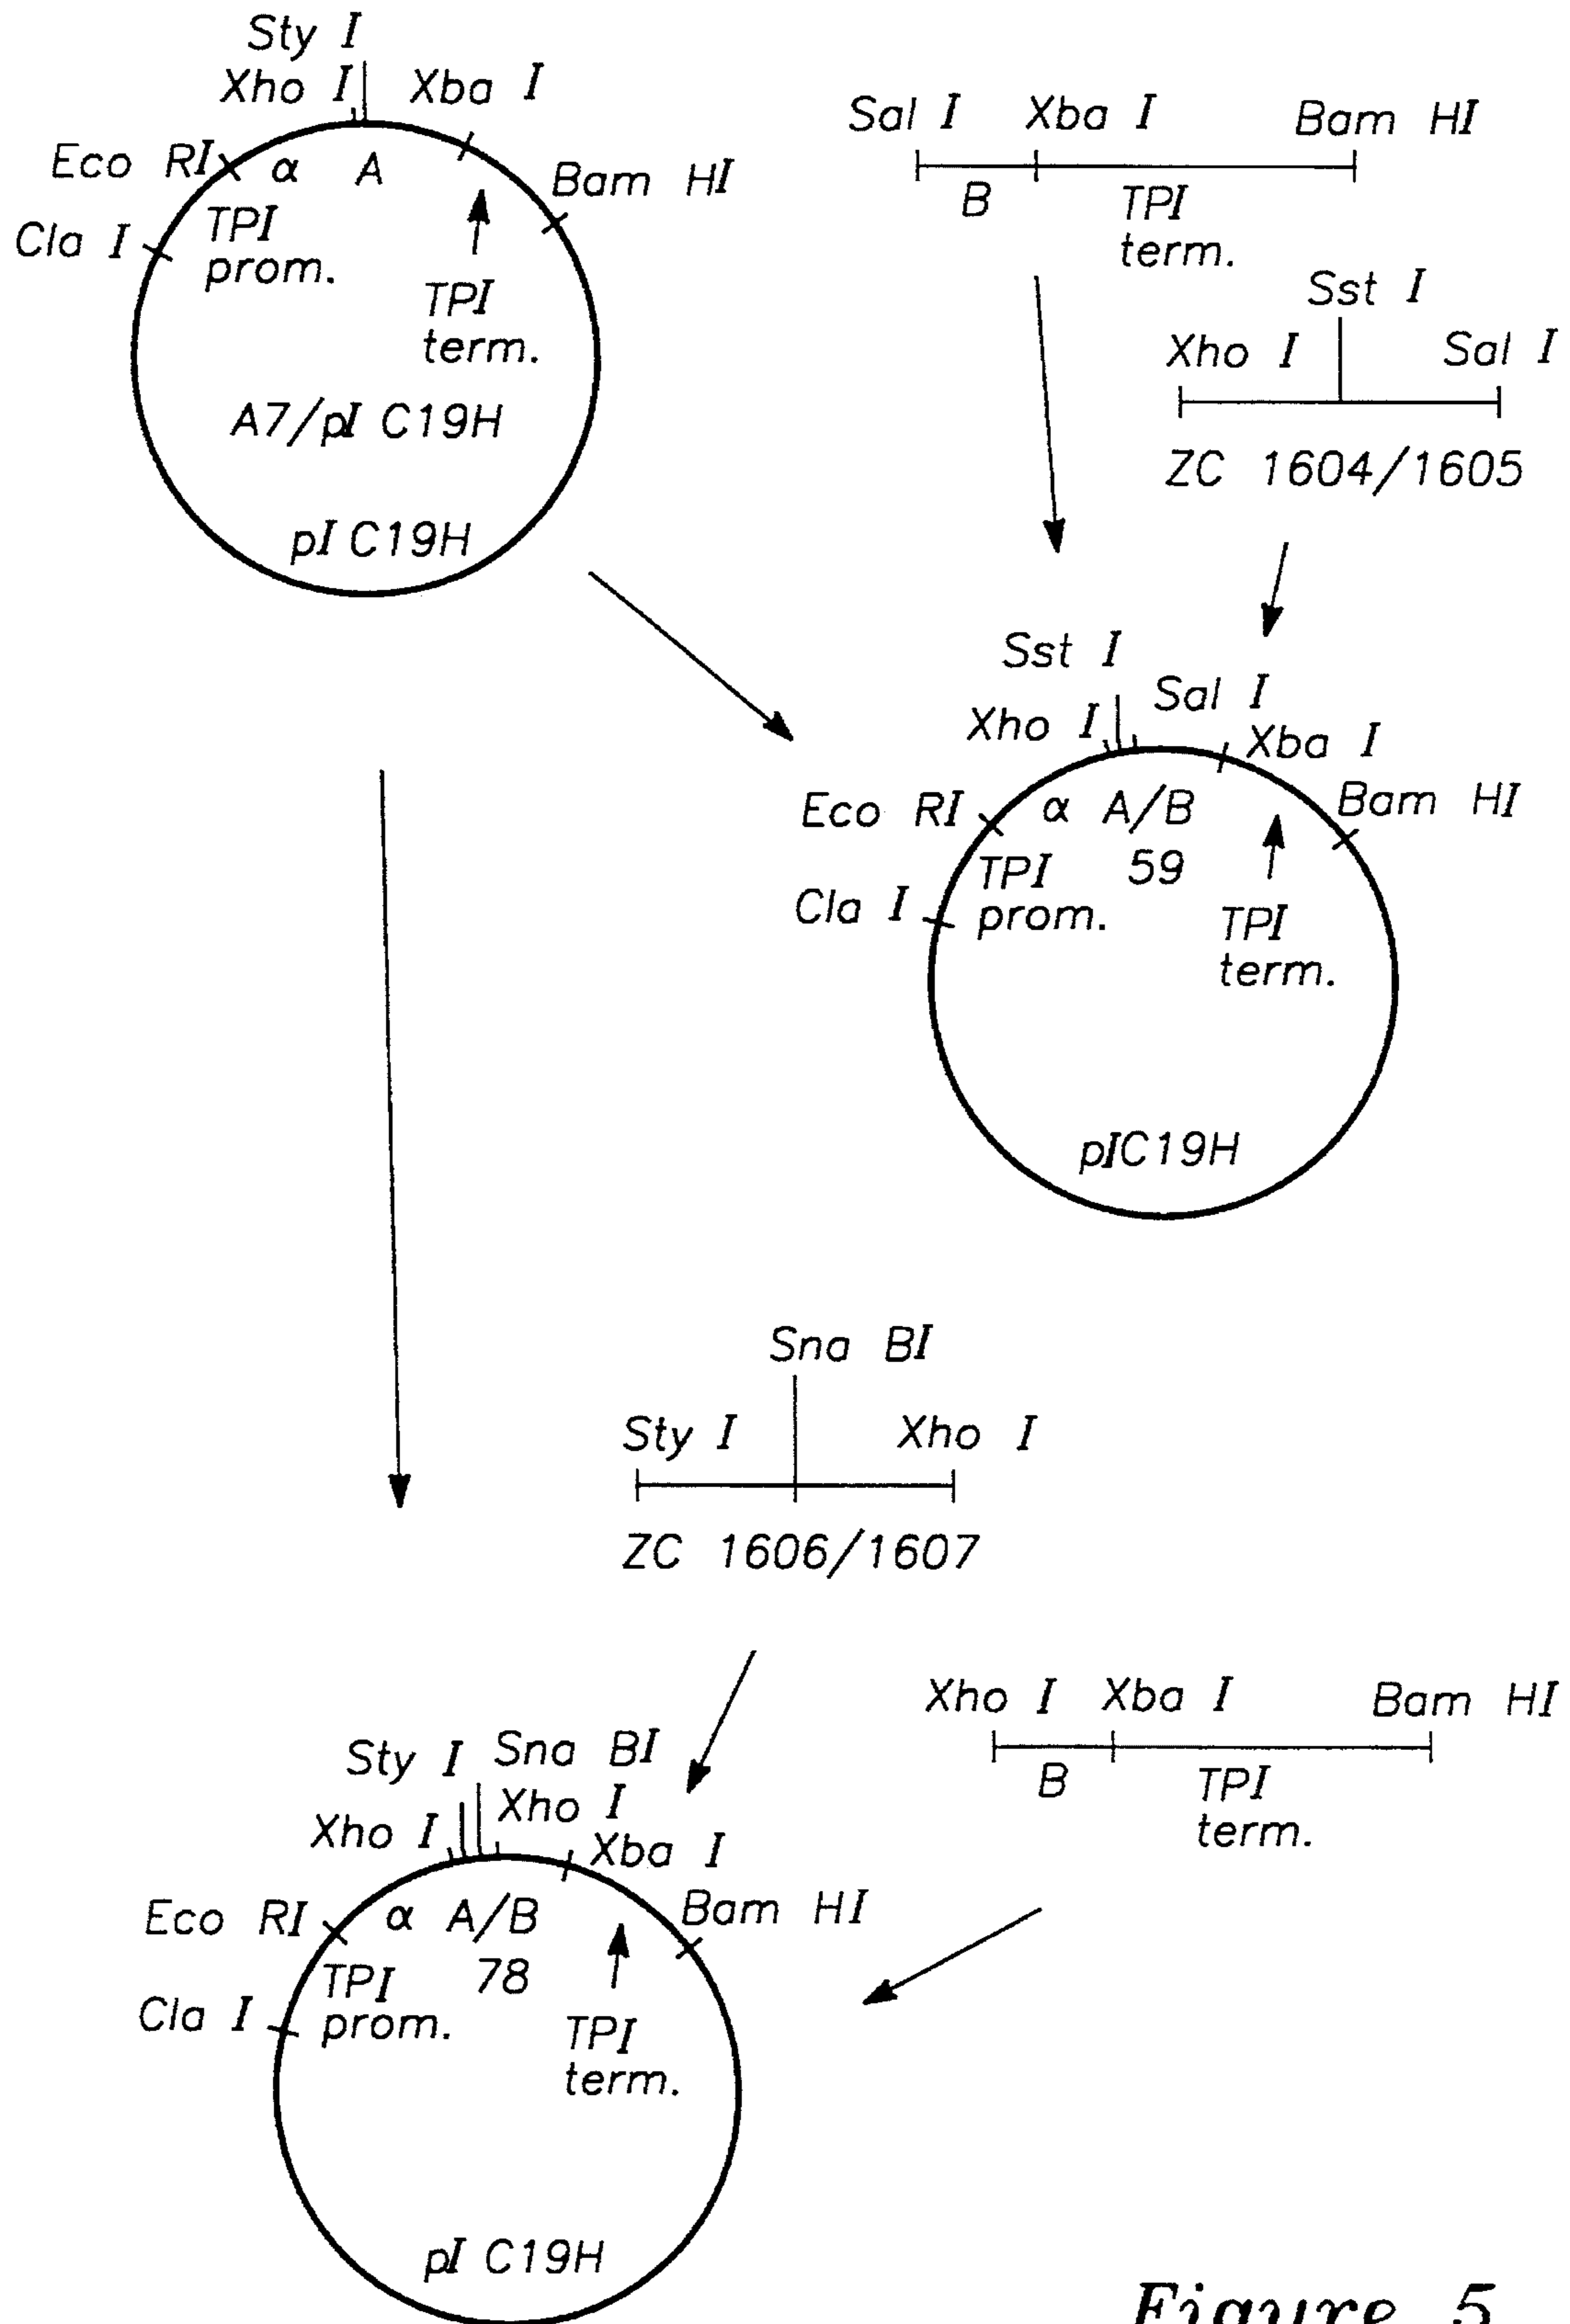 Sty I
Xho I
Xba I
Eco RI
α
A
Bam HI
Cla I
TPI
prom.
TPI
term.
A7/pI C19H
pI C19H
Sal I
Xba I
Bam HI
B
TPI
term.
Sst I
Xho I
Sal I
ZC 1604/1605
Sst I
Sal I
Xho I
Xba I
Eco RI
α
A/B
59
Bam HI
Cla I
TPI
prom.
TPI
term.
pIC19H
Sna BI
Sty I
Xho I
ZC 1606/1607
Xho I
Xba I
Bam HI
B
TPI
term.
Sty I
Sna BI
Xho I
Xho I
Xba I
Eco RI
α
A/B
78
Bam HI
Cla I
TPI
prom.
TPI
term.
pI C19H
Figure 5